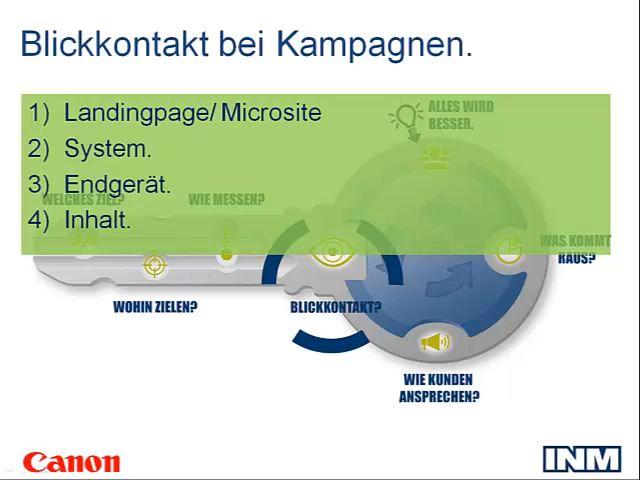 Blickkontakt bei Kampagnen.
1) Landingpage/ Microsite
2) System.
3) Endgerät.
4) Inhalt.
ALLES WIRD
BESSER.
WELCHES ZIEL?
WIE MESSEN?
WAS KOMMT
RAUS?
WOHIN ZIELEN?
BLICKKONTAKT?
WIE KUNDEN
ANSPRECHEN?
Canon
INM